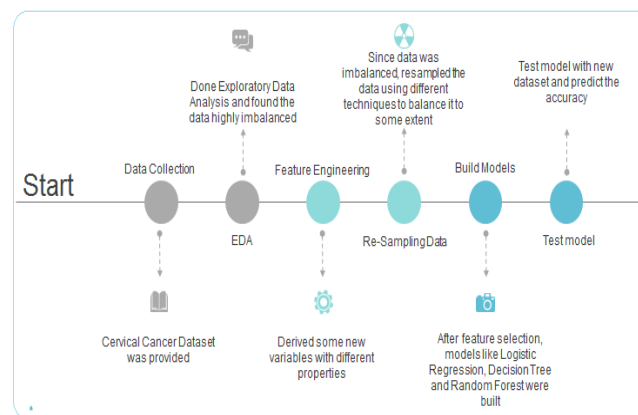 Done Exploratory Data
Analysis and found the
data highly imbalanced
Since data was
imbalanced, resampled the
data using different
techniques to balance it to
some extent
Test model with new
dataset and predict the
accuracy
Start
Data Collection
Feature Engineering
Build Models
EDA
Re-Sampling Data
Test model
Cervical Cancer Dataset
was provided
Derived some new
variables with different
properties
After feature selection,
models like Logistic
Regression, Decision Tree
and Random Forest were
built